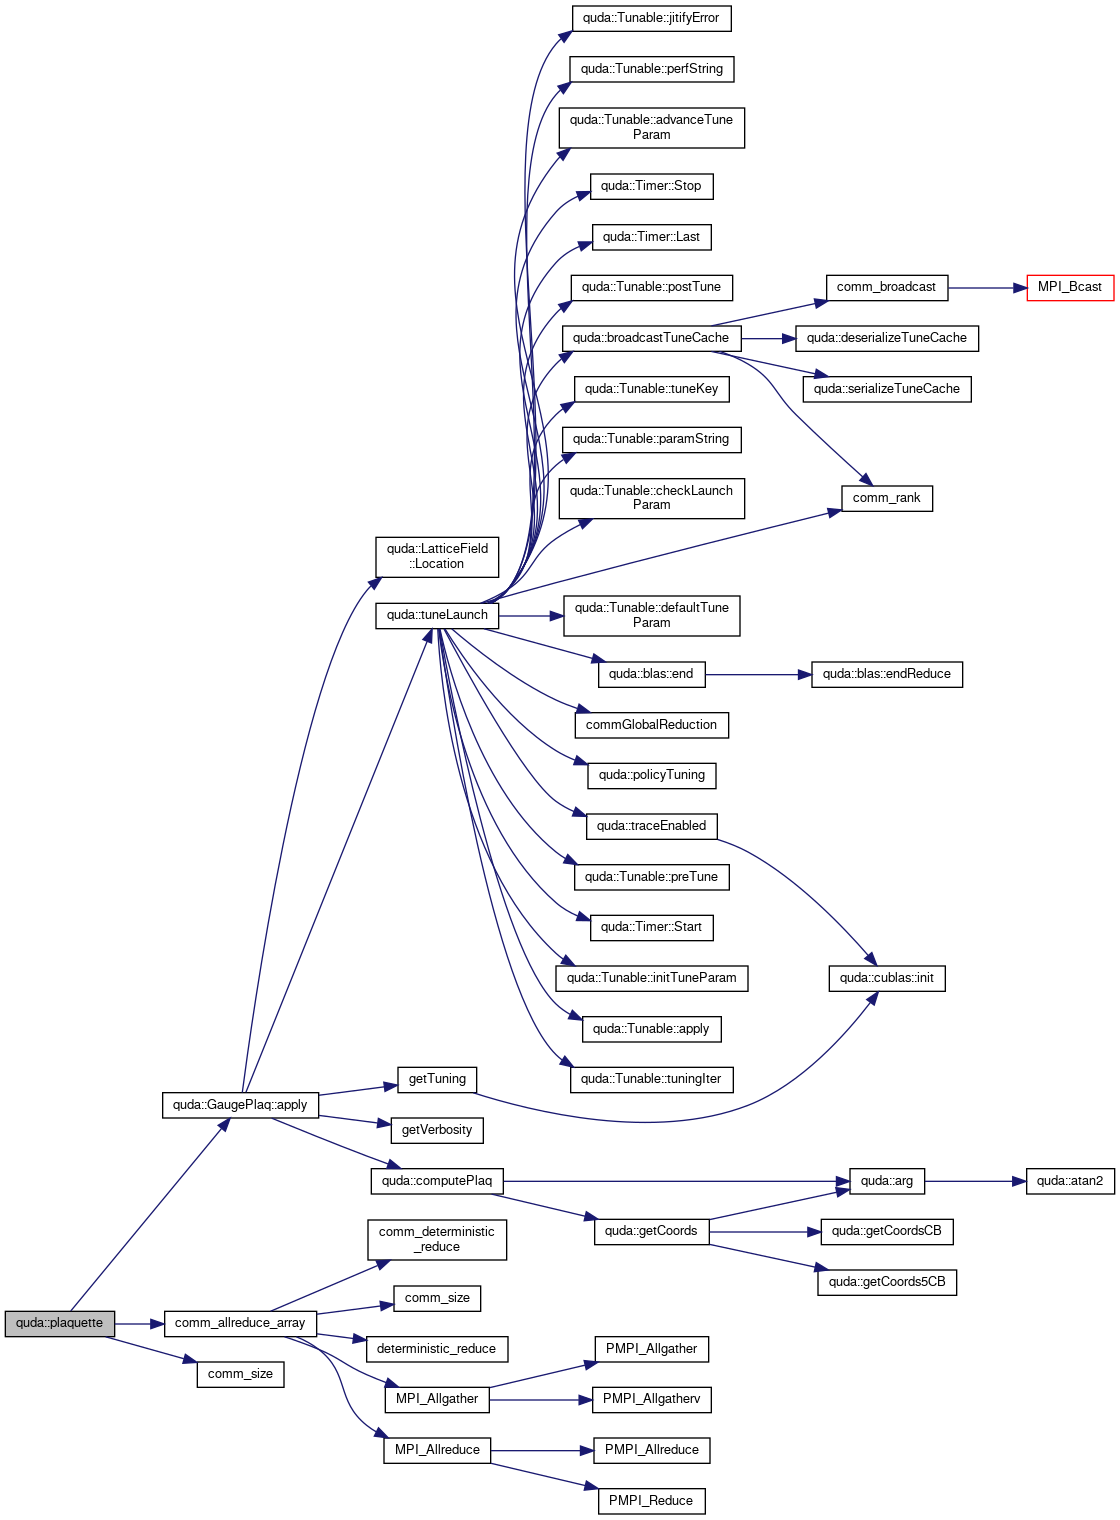 quda::Tunable::jitifyError
quda::Tunable::perfString
quda::Tunable::advanceTune
Param
quda::Timer::Stop
quda::Timer::Last
quda::Tunable::postTune
comm_broadcast
MPI_Bcast
quda::broadcastTuneCache
quda::deserializeTuneCache
quda::Tunable::tuneKey
quda::serializeTuneCache
quda::Tunable::paramString
quda::Tunable::checkLaunch
Param
comm_rank
quda::LatticeField
::Location
quda::tuneLaunch
quda::Tunable::defaultTune
Param
quda::blas::end
quda::blas::endReduce
commGlobalReduction
quda::policyTuning
quda::traceEnabled
quda::Tunable::preTune
quda::Timer::Start
quda::Tunable::initTuneParam
quda::cublas::init
quda::Tunable::apply
getTuning
quda::Tunable::tuningIter
quda::GaugePlaq::apply
getVerbosity
quda::computePlaq
quda::arg
quda::atan2
quda::getCoords
quda::getCoordsCB
comm_deterministic
_reduce
quda::getCoords5CB
comm_size
quda::plaquette
comm_allreduce_array
deterministic_reduce
PMPI_Allgather
comm_size
MPI_Allgather
PMPI_Allgatherv
MPI_Allreduce
PMPI_Allreduce
PMPI_Reduce